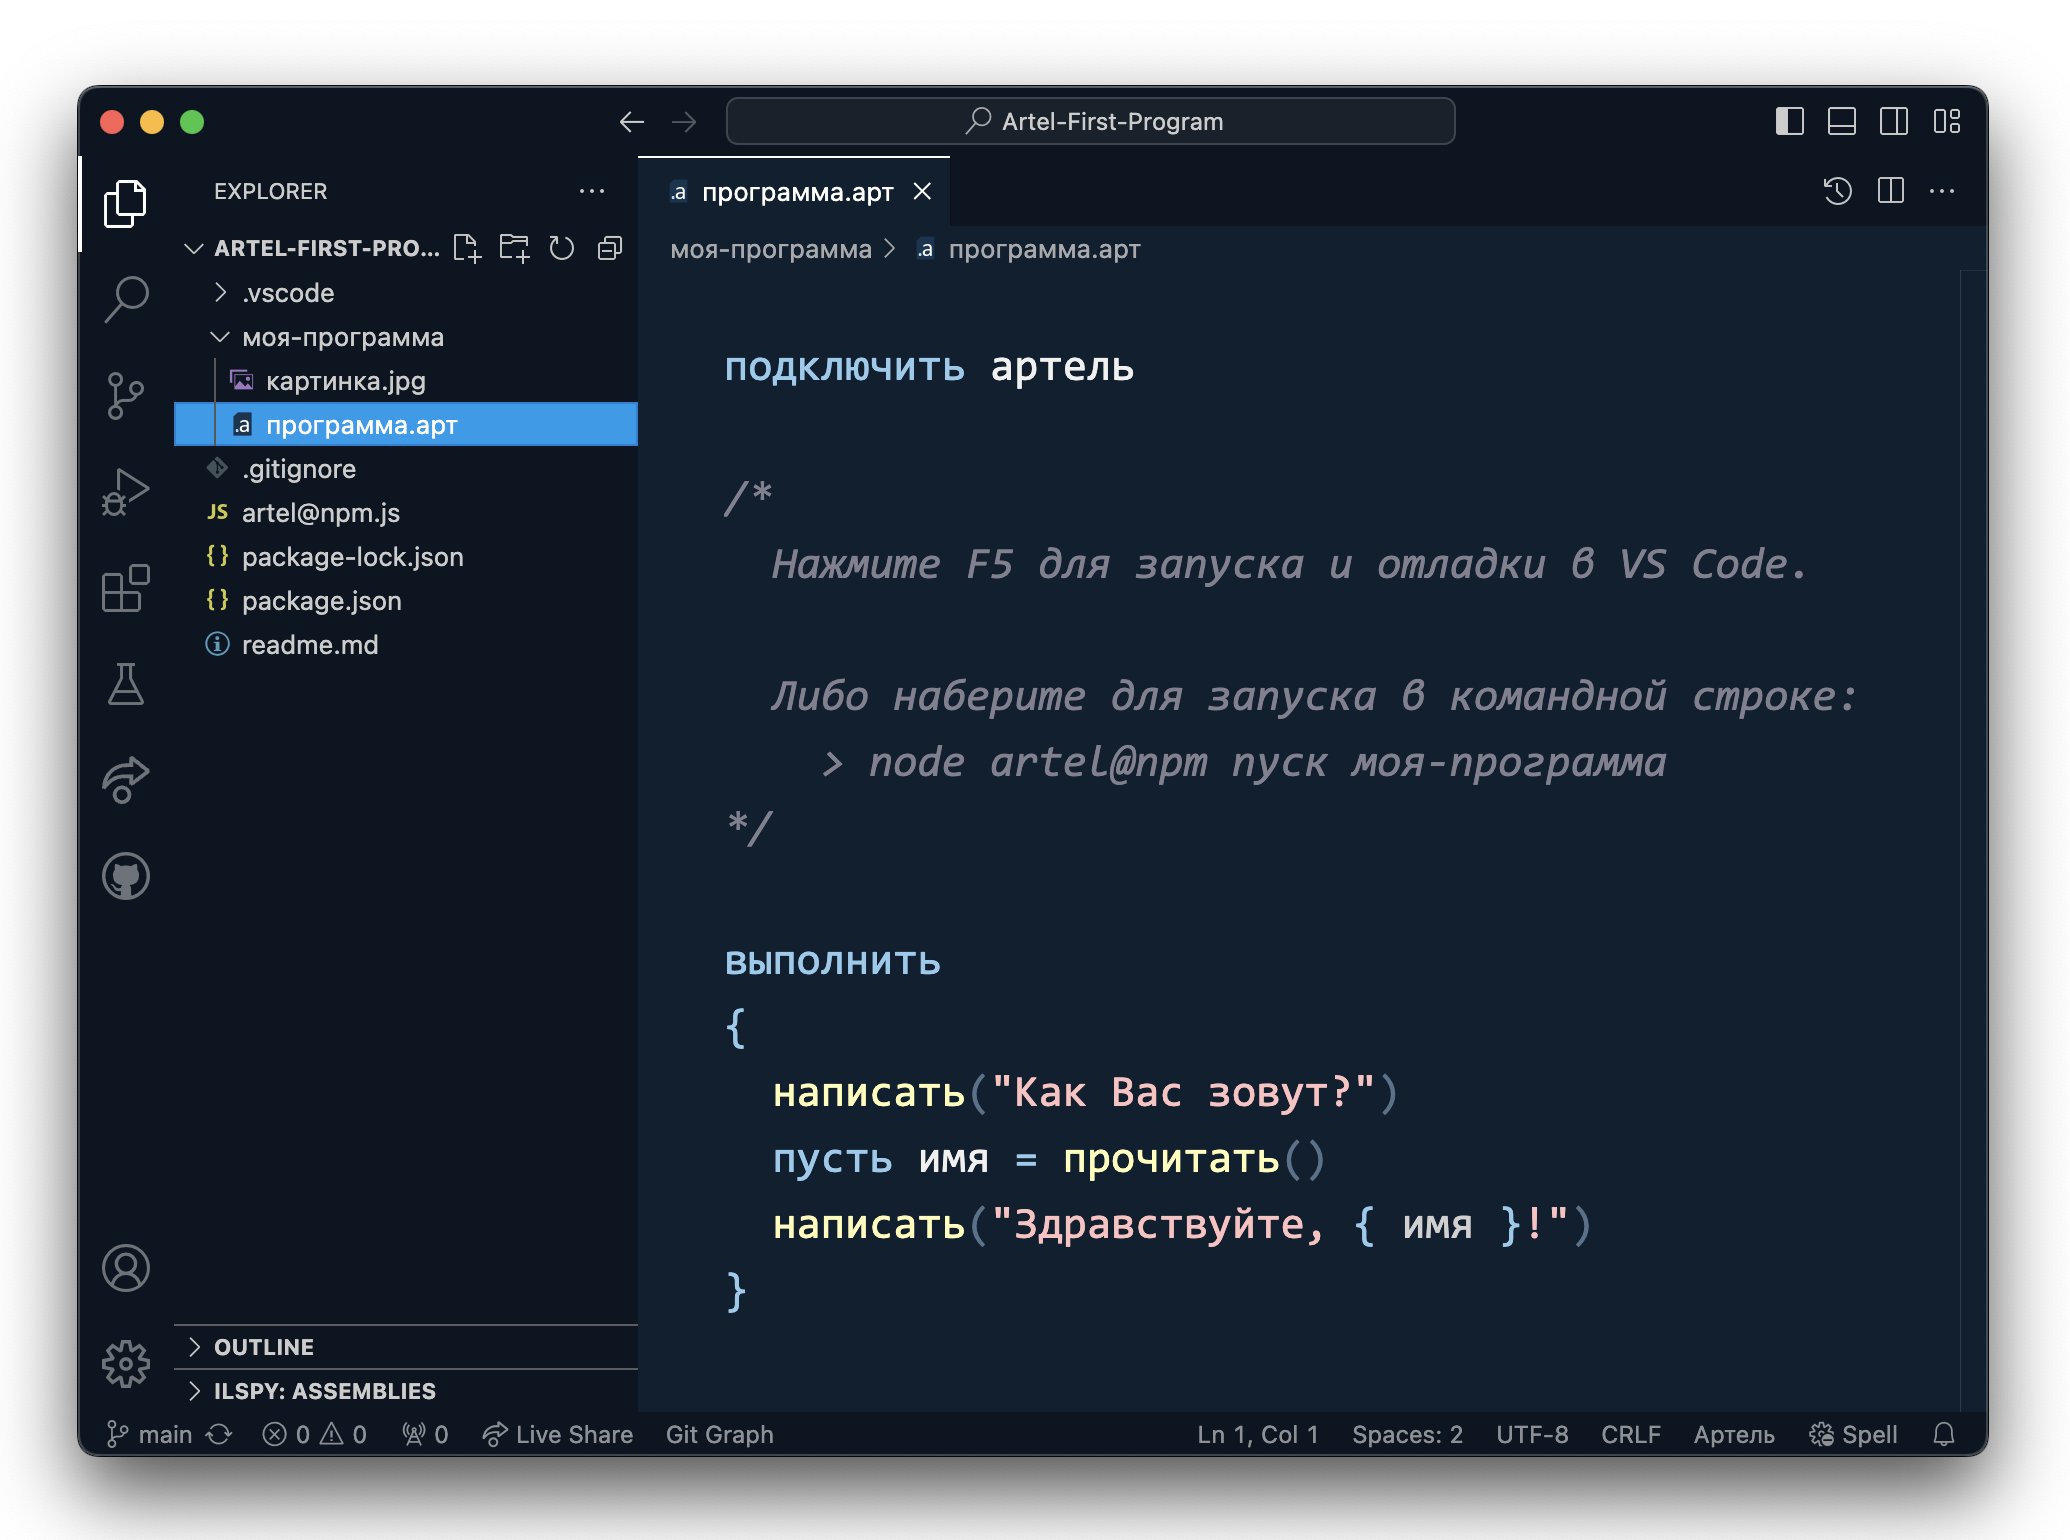 Artel-First-Program
EXPLORER
ARTEL-FIRST-PRO...
.vscode
моя-программа
картинка.jpg
.a программа.арт
.gitignore
JS artel@npm.js
{} package-lock.json
{} package.json
readme.md
OUTLINE
ILSPY: ASSEMBLIES
.a программа.арт
моя-программа > .a программа.арт
подключить артель
/*
Нажмите F5 для запуска и отладки в VS Code.
Либо наберите для запуска в командной строке:
> node artel@npm пуск моя-программа
*/
выполнить
{
написать("Как Вас зовут?")
пусть имя = прочитать()
написать("Здравствуйте, { имя }!")
}
main 0 0 0 Live Share Git Graph Ln 1, Col 1 Spaces: 2 UTF-8 CRLF Артель Spell